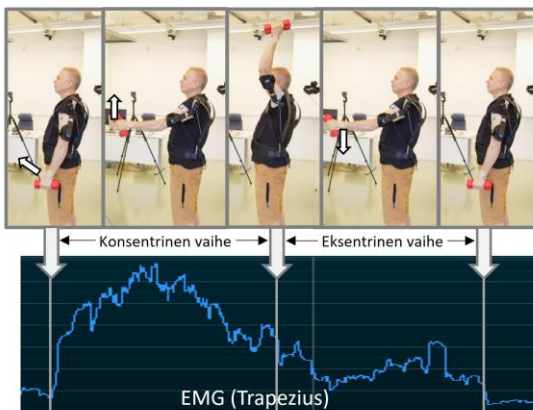 Konsentrinen vaihe
Eksentrinen vaihe
EMG (Trapezius)